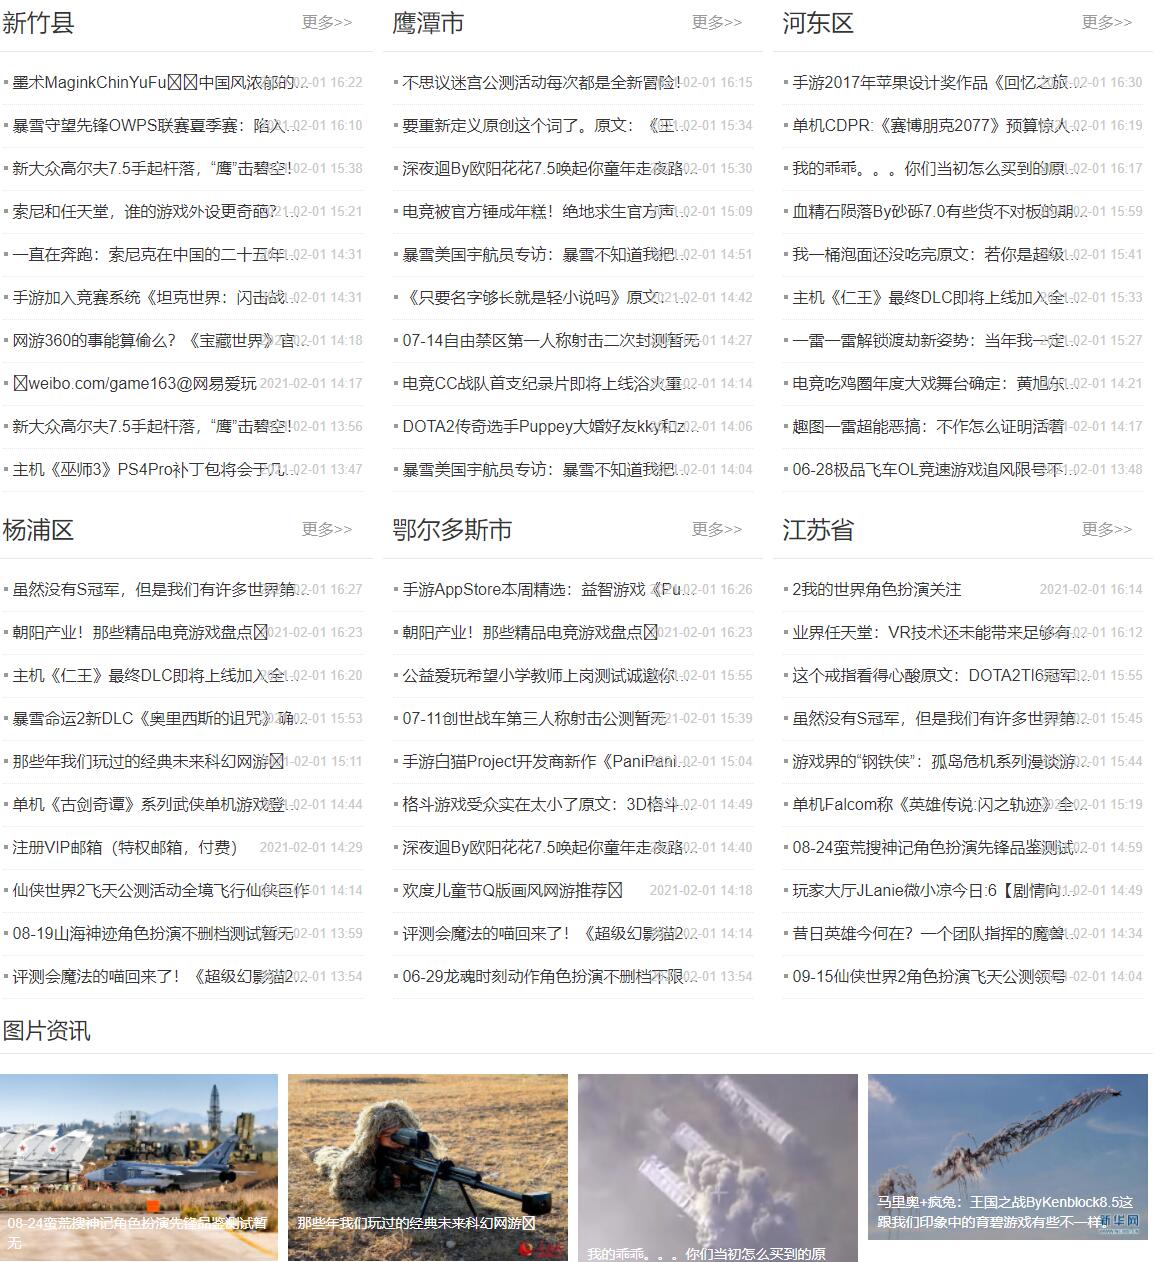 新竹县 更多>>
墨术MaginkChinYuFu中国风浓郁的... 2021-02-01 16:22
暴雪守望先锋OWPS联赛夏季赛：陷入... 2021-02-01 16:10
新大众高尔夫7.5手起杆落，“鹰”击碧空! 2021-02-01 15:38
索尼和任天堂，谁的游戏外设更奇葩？... 2021-02-01 15:21
一直在奔跑：索尼克在中国的二十五年... 2021-02-01 14:31
手游加入竞赛系统《坦克世界：闪击战... 2021-02-01 14:31
网游360的事能算偷么？《宝藏世界》官... 2021-02-01 14:18
weibo.com/game163@网易爱玩 2021-02-01 14:17
新大众高尔夫7.5手起杆落，“鹰”击碧空! 2021-02-01 13:56
主机《巫师3》PS4Pro补丁包将会于几... 2021-02-01 13:47
鹰潭市 更多>>
不思议迷宫公测活动每次都是全新冒险! 2021-02-01 16:15
要重新定义原创这个词了。原文：《王... 2021-02-01 15:34
深夜迴By欧阳花花7.5唤起你童年走夜路... 2021-02-01 15:30
电竞被官方锤成年糕！绝地求生官方声... 2021-02-01 15:09
暴雪美国宇航员专访：暴雪不知道我把... 2021-02-01 14:51
《只要名字够长就是轻小说吗》原文：... 2021-02-01 14:42
07-14自由禁区第一人称射击二次封测暂无 2021-02-01 14:27
电竞CC战队首支纪录片即将上线浴火重... 2021-02-01 14:14
DOTA2传奇选手Puppey大婚好友kky和z... 2021-02-01 14:06
暴雪美国宇航员专访：暴雪不知道我把... 2021-02-01 14:04
河东区 更多>>
手游2017年苹果设计奖作品《回忆之旅... 2021-02-01 16:30
单机CDPR:《赛博朋克2077》预算惊人... 2021-02-01 16:19
我的乖乖。。。你们当初怎么买到的原... 2021-02-01 16:17
血精石陨落By砂砾7.0有些货不对板的期... 2021-02-01 15:59
我一桶泡面还没吃完原文：若你是超级... 2021-02-01 15:41
主机《仁王》最终DLC即将上线加入全... 2021-02-01 15:33
一雷一雷解锁渡劫新姿势：当年我一定... 2021-02-01 15:27
电竞吃鸡圈年度大戏舞台确定：黄旭东... 2021-02-01 14:21
趣图一雷超能恶搞：不作怎么证明活着! 2021-02-01 14:17
06-28极品飞车OL竞速游戏追风限号不... 2021-02-01 13:48
杨浦区 更多>>
虽然没有S冠军，但是我们有许多世界第... 2021-02-01 16:27
朝阳产业！那些精品电竞游戏盘点 2021-02-01 16:23
主机《仁王》最终DLC即将上线加入全... 2021-02-01 16:20
暴雪命运2新DLC《奥里西斯的诅咒》确... 2021-02-01 15:53
那些年我们玩过的经典未来科幻网游 2021-02-01 15:11
单机《古剑奇谭》系列武侠单机游戏登... 2021-02-01 14:44
注册VIP邮箱（特权邮箱，付费） 2021-02-01 14:29
仙侠世界2飞天公测活动全境飞行仙侠巨作 2021-02-01 14:14
08-19山海神迹角色扮演不删档测试暂无 2021-02-01 13:59
评测会魔法的喵回来了！《超级幻影猫2... 2021-02-01 13:54
鄂尔多斯市 更多>>
手游AppStore本周精选：益智游戏《Pu... 2021-02-01 16:26
朝阳产业！那些精品电竞游戏盘点 2021-02-01 16:23
公益爱玩希望小学教师上岗测试诚邀你... 2021-02-01 15:55
07-11创世战车第三人称射击公测暂无 2021-02-01 15:39
手游白猫Project开发商新作《PaniPani... 2021-02-01 15:04
格斗游戏受众实在太小了原文：3D格斗... 2021-02-01 14:49
深夜迴By欧阳花花7.5唤起你童年走夜路... 2021-02-01 14:40
欢度儿童节Q版画风网游推荐 2021-02-01 14:18
评测会魔法的喵回来了！《超级幻影猫2... 2021-02-01 14:14
06-29龙魂时刻动作角色扮演不删档不限... 2021-02-01 13:54
江苏省 更多>>
2我的世界角色扮演关注 2021-02-01 16:14
业界任天堂：VR技术还未能带来足够有... 2021-02-01 16:12
这个戒指看得心酸原文：DOTA2TI6冠军... 2021-02-01 15:55
虽然没有S冠军，但是我们有许多世界第... 2021-02-01 15:45
游戏界的“钢铁侠”：孤岛危机系列漫谈游... 2021-02-01 15:44
单机Falcom称《英雄传说:闪之轨迹》全... 2021-02-01 15:19
08-24蛮荒搜神记角色扮演先锋品鉴测试... 2021-02-01 14:59
玩家大厅JLanie微小凉今日:6【剧情向... 2021-02-01 14:49
昔日英雄今何在？一个团队指挥的魔兽... 2021-02-01 14:34
09-15仙侠世界2角色扮演飞天公测领号 2021-02-01 14:04
图片资讯
08-24蛮荒搜神记角色扮演先锋品鉴测试暂
无
那些年我们玩过的经典未来科幻网游
我的乖乖。。。你们当初怎么买到的原
马里奥+疯兔：王国之战ByKenblock8.5这
跟我们印象中的育碧游戏有些不一样。
新华网